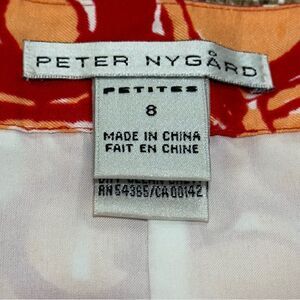 PETER NYGÅRD
PETITES
8
MADE IN CHINA
FAIT EN CHINE
RN 54365/CA 00142